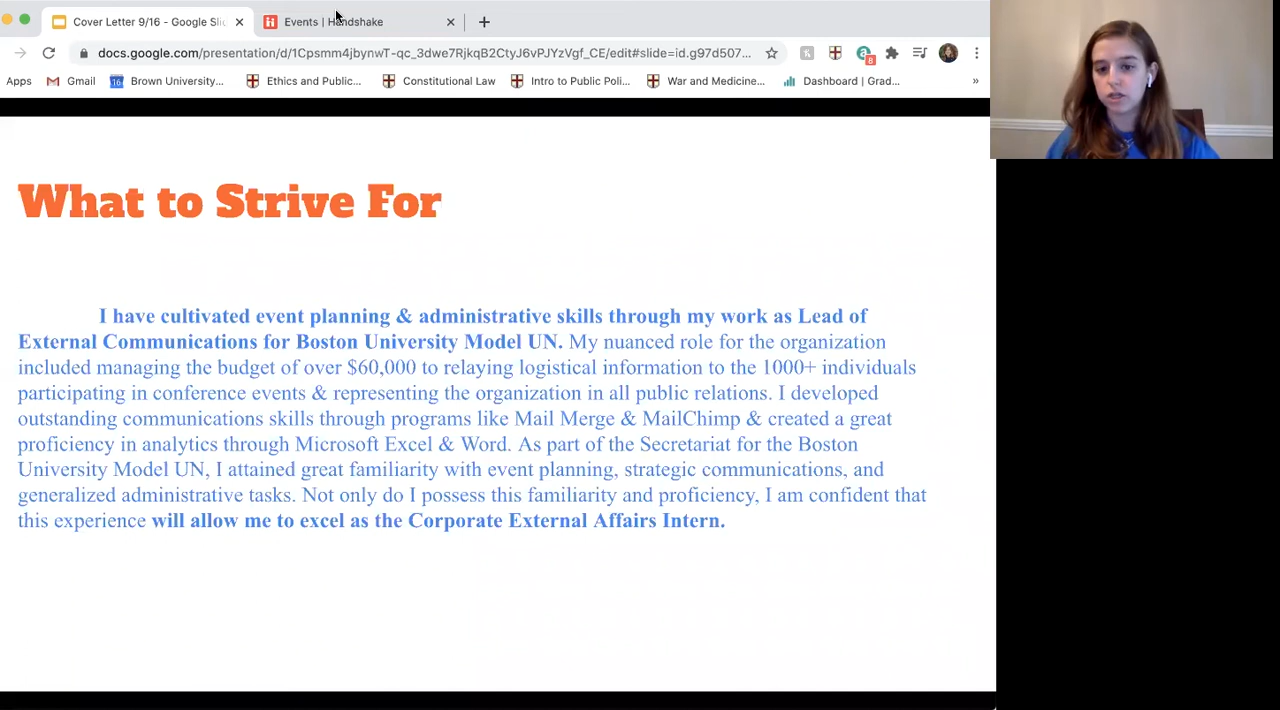 Cover Letter 9/16 - Google Slid
Events | Handshake
docs.google.com/presentation/d/1Cpsmm4jbynwT-qc_3dwe7RjkqB2CtyJ6vPJYzVgf_CE/edit#slide=id.g97d507...
8
Apps
Gmail
16
Brown University...
Ethics and Public...
Constitutional Law
Intro to Public Poli...
War and Medicine...
Dashboard | Grad...
»
What to Strive For
I have cultivated event planning & administrative skills through my work as Lead of
External Communications for Boston University Model UN. My nuanced role for the organization
included managing the budget of over $60,000 to relaying logistical information to the 1000+ individuals
participating in conference events & representing the organization in all public relations. I developed
outstanding communications skills through programs like Mail Merge & MailChimp & created a great
proficiency in analytics through Microsoft Excel & Word. As part of the Secretariat for the Boston
University Model UN, I attained great familiarity with event planning, strategic communications, and
generalized administrative tasks. Not only do I possess this familiarity and proficiency, I am confident that
this experience will allow me to excel as the Corporate External Affairs Intern.